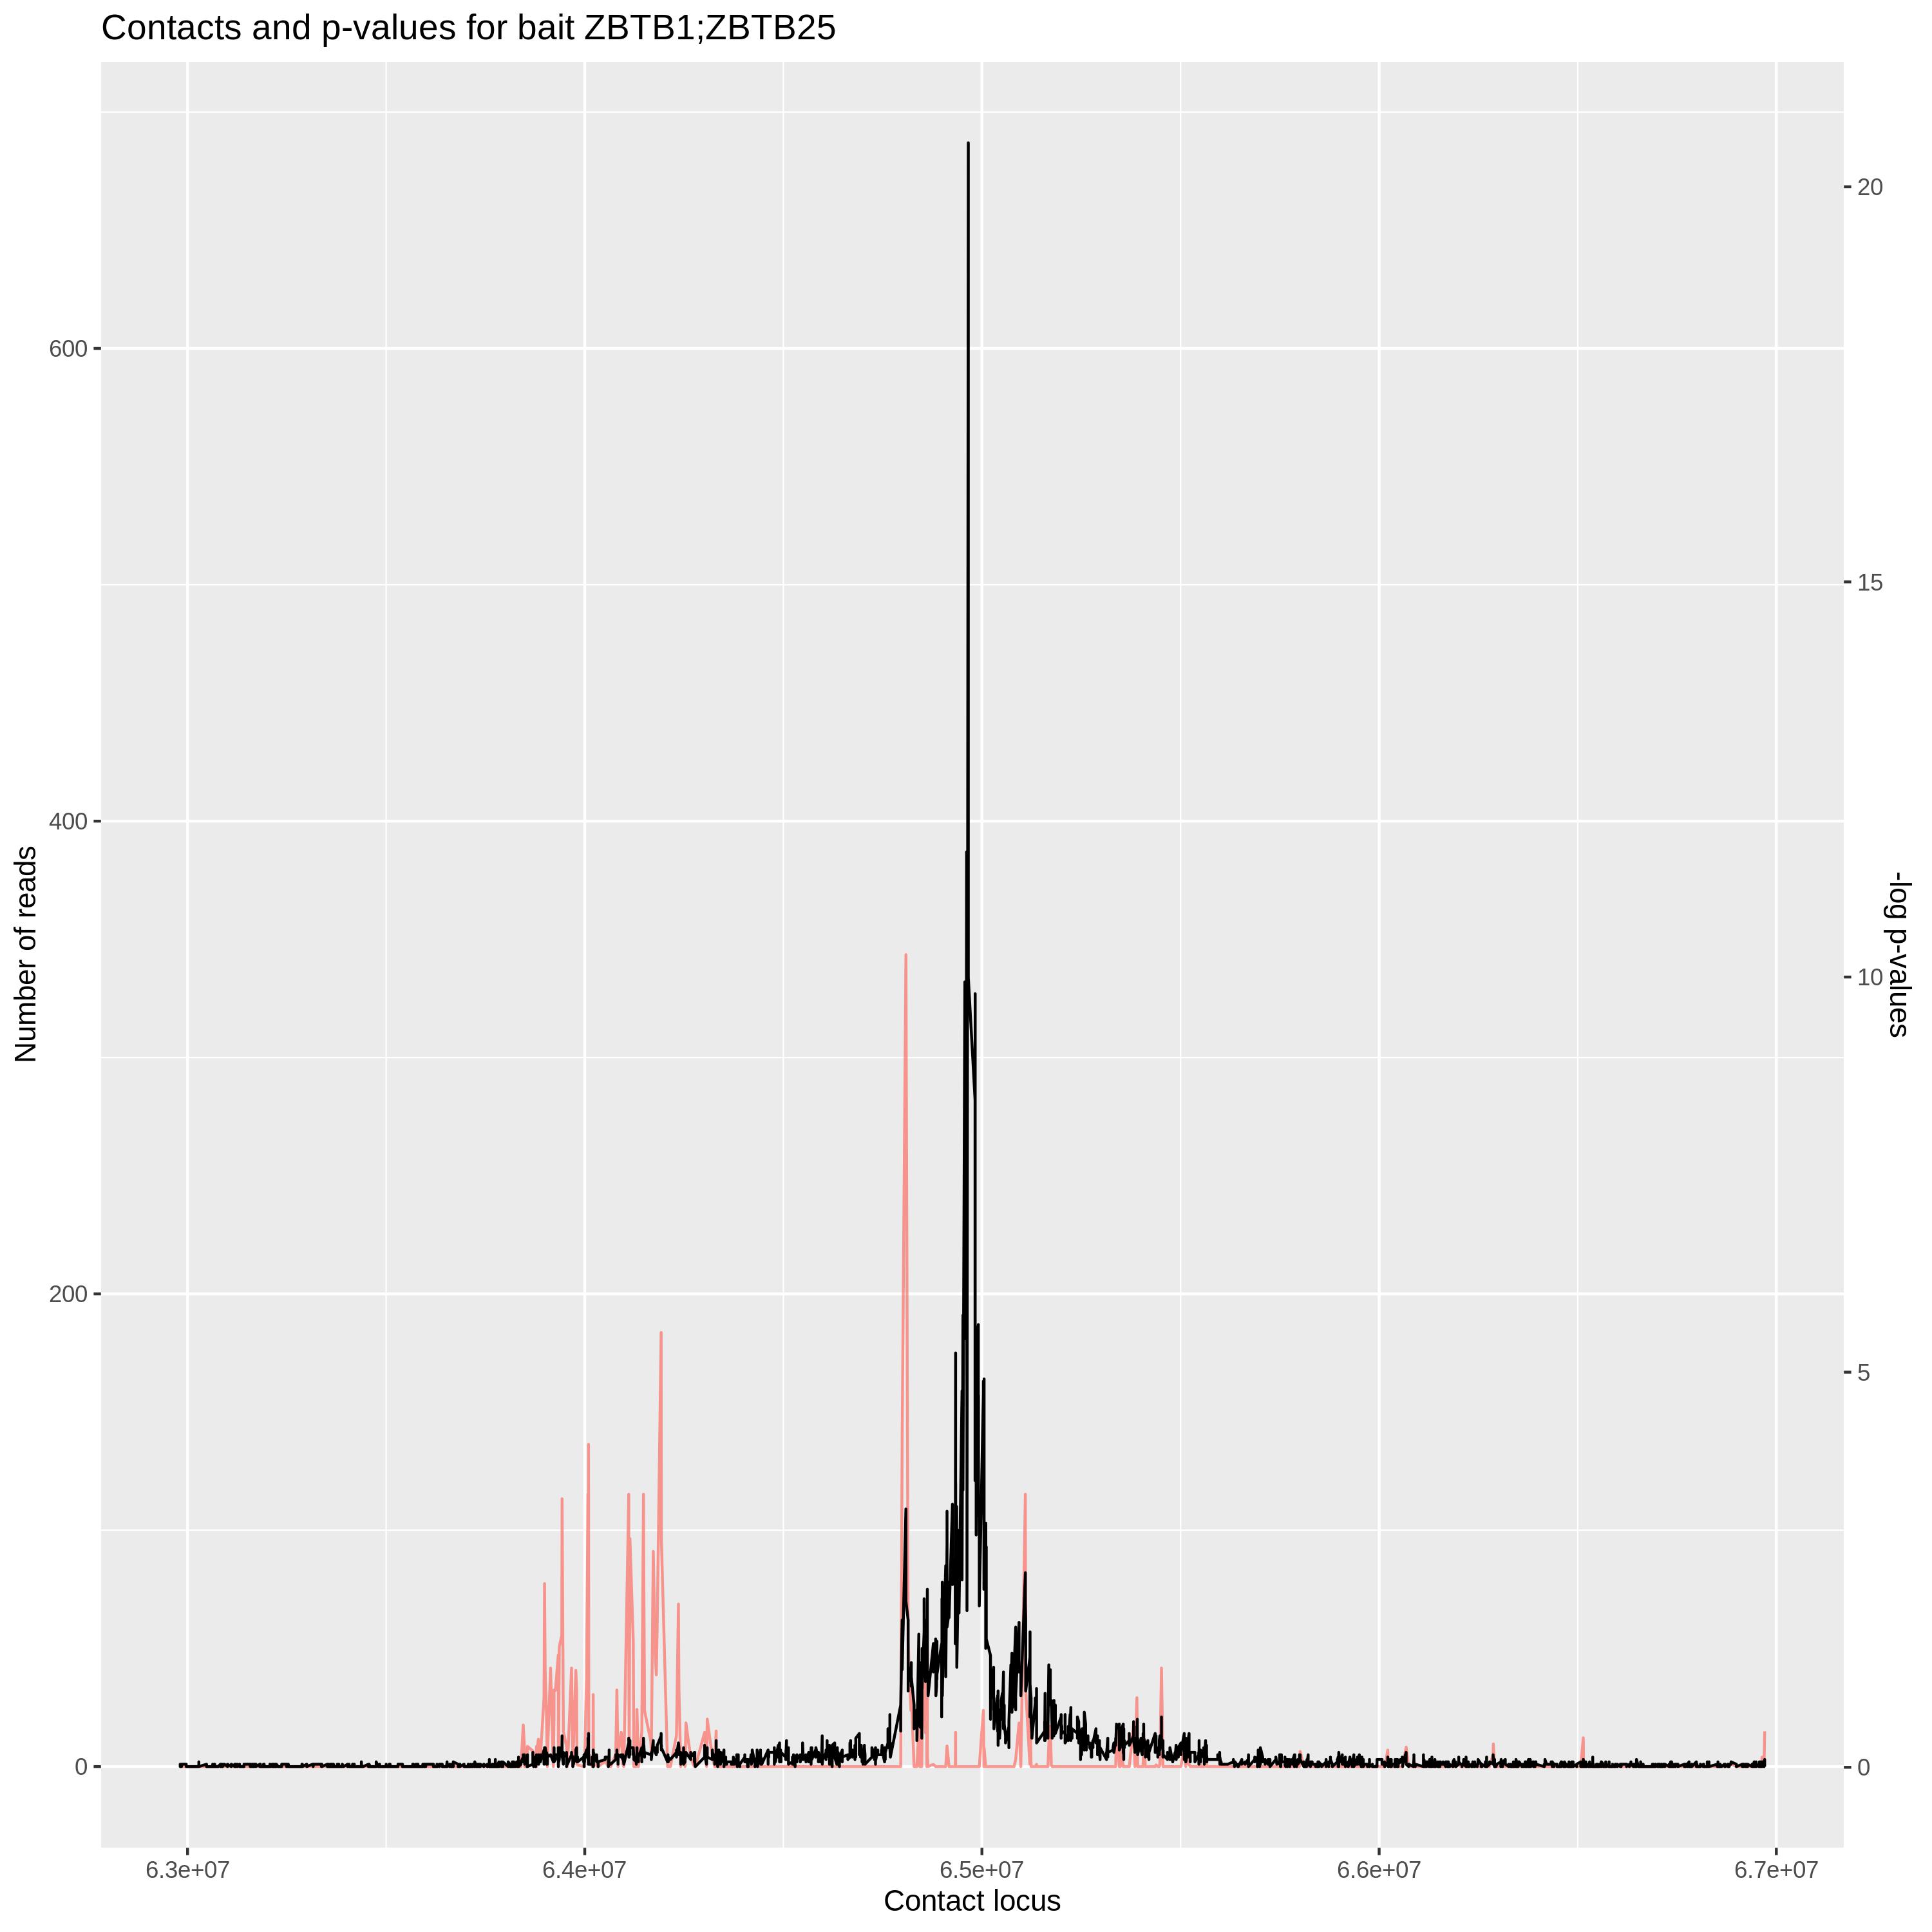 Contacts and p-values for bait ZBTB1;ZBTB25
Number of reads
600
400
200
0
20
15
10
5
0
-log p-values
6.3e+07 6.4e+07 6.5e+07 6.6e+07 6.7e+07
Contact locus